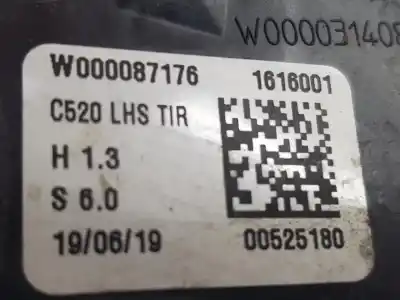 W000031408
W000087176 1616001
C520 LHS TIR
H 1.3
S 6.0
19/06/19 00525180